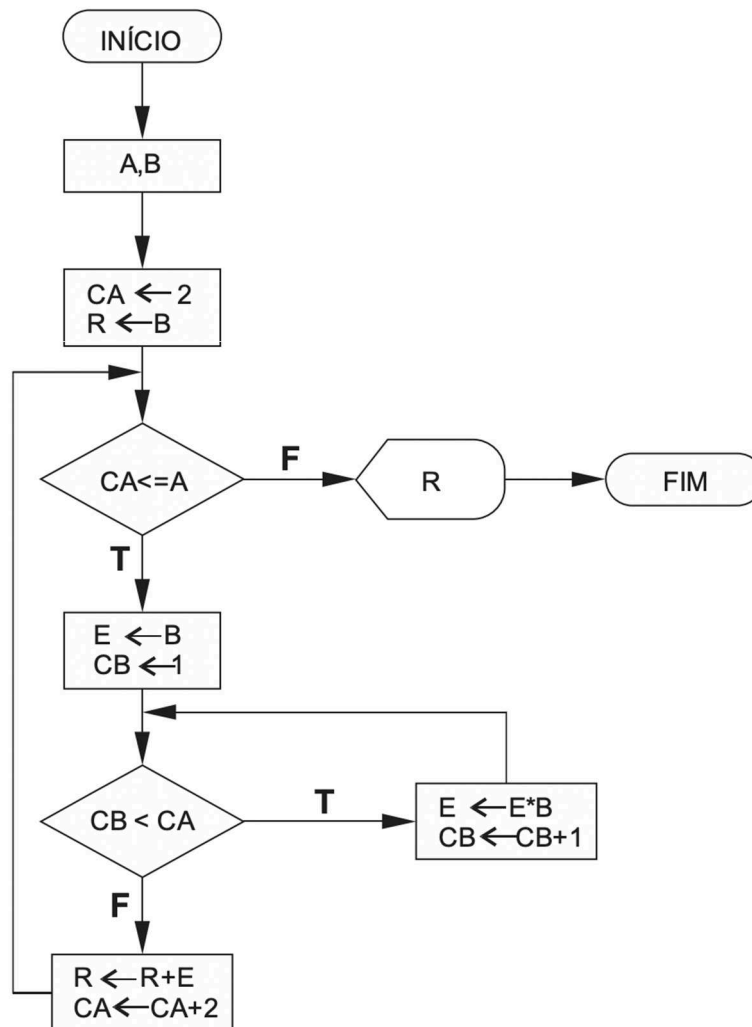 INÍCIO
A,B
CA ← 2
R ← B
CA<=A
F
R
FIM
T
E ← B
CB ← 1
CB < CA
T
E ← E*B
CB ← CB+1
F
R ← R+E
CA ← CA+2